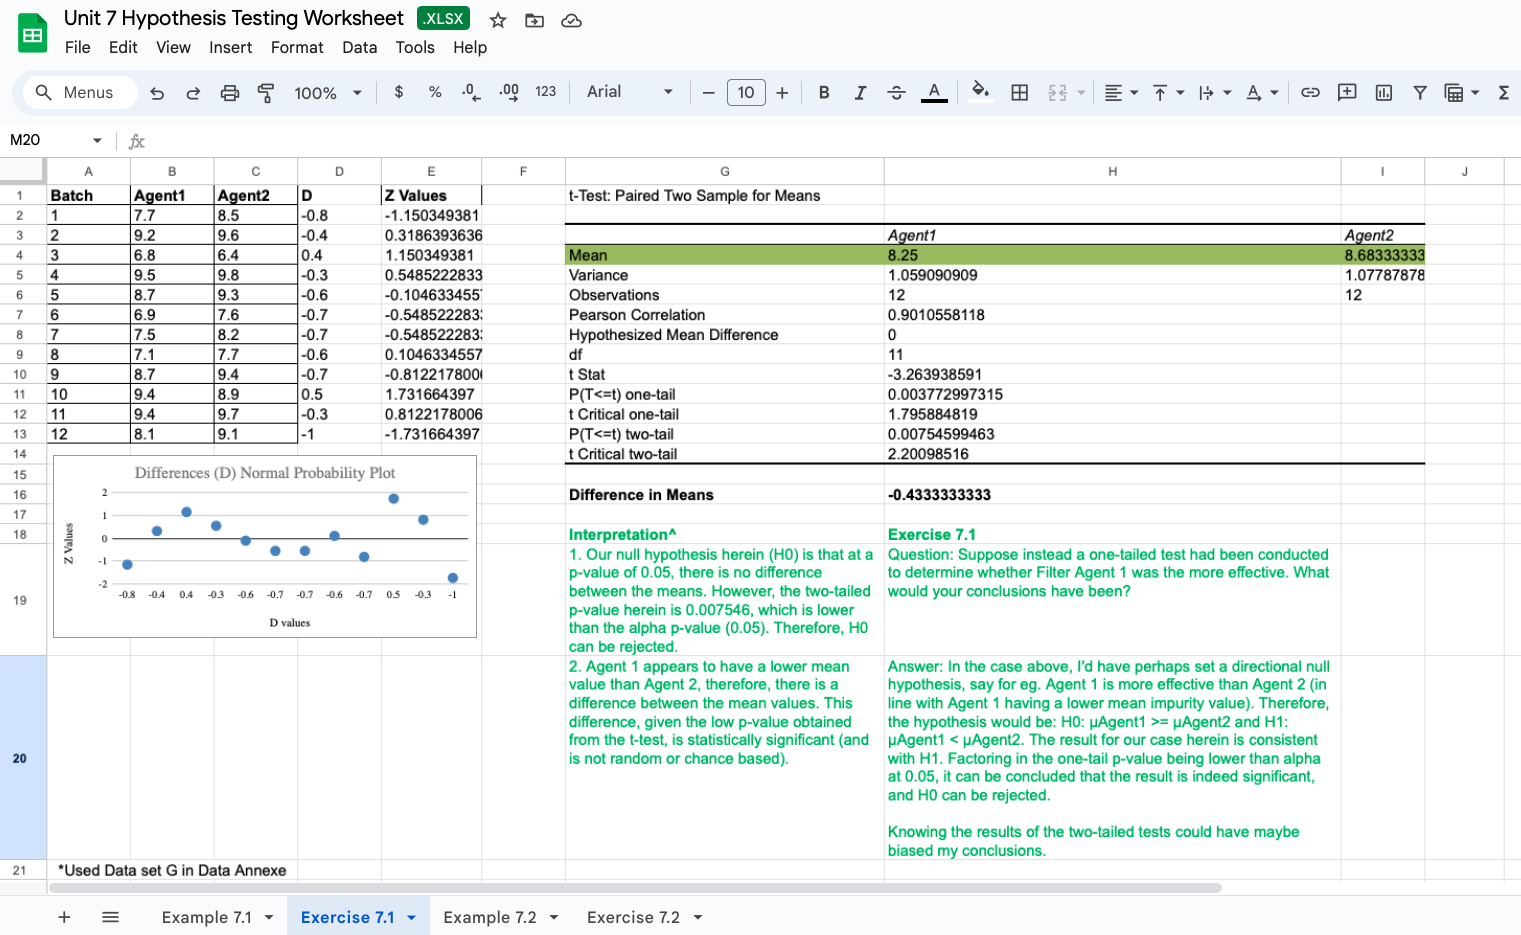 Unit 7 Hypothesis Testing Worksheet .XLSX
File Edit View Insert Format Data Tools Help
Menus 100% $ % .0 .00 123 Arial 10 B I A
M20 fx
A B C D E F G H I J
1 Batch Agent1 Agent2 D Z Values t-Test: Paired Two Sample for Means
2 1 7.7 8.5 -0.8 -1.150349381
3 2 9.2 9.6 -0.4 0.3186393636 Agent1 Agent2
4 3 6.8 6.4 0.4 1.150349381 Mean 8.25 8.68333333
5 4 9.5 9.8 -0.3 0.5485222833 Variance 1.059090909 1.07787878
6 5 8.7 9.3 -0.6 -0.104633455 Observations 12 12
7 6 6.9 7.6 -0.7 -0.548522283 Pearson Correlation 0.9010558118
8 7 7.5 8.2 -0.7 -0.548522283 Hypothesized Mean Difference 0
9 8 7.1 7.7 -0.6 0.1046334557 df 11
10 9 8.7 9.4 -0.7 -0.812217800 t Stat -3.263938591
11 10 9.4 8.9 0.5 1.731664397 P(T<=t) one-tail 0.003772997315
12 11 9.4 9.7 -0.3 0.8122178006 t Critical one-tail 1.795884819
13 12 8.1 9.1 -1 -1.731664397 P(T<=t) two-tail 0.00754599463
14 t Critical two-tail 2.20098516
15
16 Difference in Means -0.4333333333
17
18 Interpretation^ Exercise 7.1
Differences (D) Normal Probability Plot
Z Values
2
1
0
-1
-2
-0.8 -0.4 0.4 -0.3 -0.6 -0.7 -0.7 -0.6 -0.7 0.5 -0.3 -1
D values
19
1. Our null hypothesis herein (H0) is that at a
p-value of 0.05, there is no difference
between the means. However, the two-tailed
p-value herein is 0.007546, which is lower
than the alpha p-value (0.05). Therefore, H0
can be rejected.
Question: Suppose instead a one-tailed test had been conducted
to determine whether Filter Agent 1 was the more effective. What
would your conclusions have been?
20
2. Agent 1 appears to have a lower mean
value than Agent 2, therefore, there is a
difference between the mean values. This
difference, given the low p-value obtained
from the t-test, is statistically significant (and
is not random or chance based).
Answer: In the case above, I'd have perhaps set a directional null
hypothesis, say for eg. Agent 1 is more effective than Agent 2 (in
line with Agent 1 having a lower mean impurity value). Therefore,
the hypothesis would be: H0: μAgent1 >= μAgent2 and H1:
μAgent1 < μAgent2. The result for our case herein is consistent
with H1. Factoring in the one-tail p-value being lower than alpha
at 0.05, it can be concluded that the result is indeed significant,
and H0 can be rejected.
Knowing the results of the two-tailed tests could have maybe
biased my conclusions.
21 *Used Data set G in Data Annexe
Example 7.1 Exercise 7.1 Example 7.2 Exercise 7.2